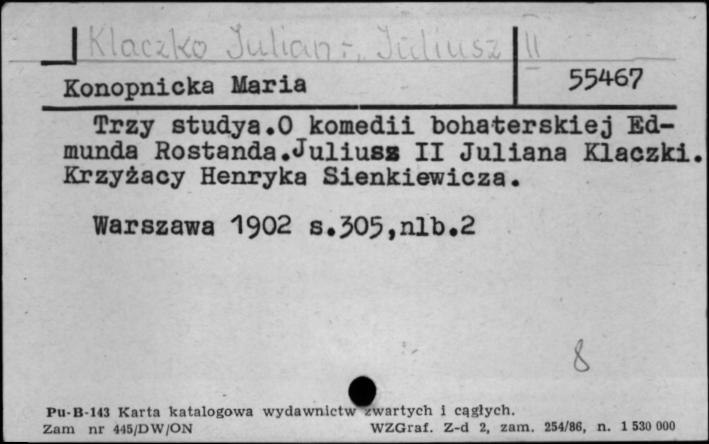 Klaczko Julian -. Juliusz II
Konopnicka Maria 55467
Trzy studya.O komedii bohaterskiej Ed-
munda Rostanda.Juliusz II Juliana Klaczki.
Krzyżacy Henryka Sienkiewicza.
Warszawa 1902 s.305,nlb.2
8
Pu-B-143 Karta katalogowa wydawnictw zwartych i cągłych.
Zam nr 445/DW/ON WZGraf. Z-d 2, zam. 254/86, n. 1 530 000